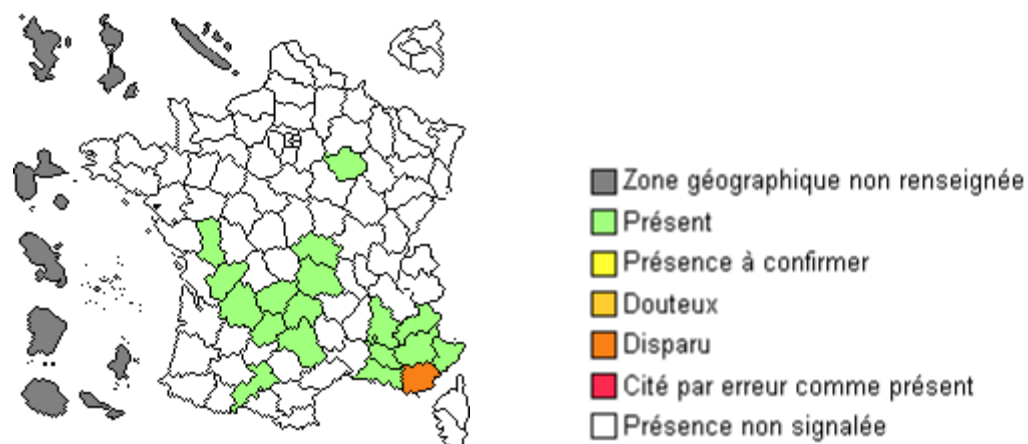 Zone géographique non renseignée
Présent
Présence à confirmer
Douteux
Disparu
Cité par erreur comme présent
Présence non signalée